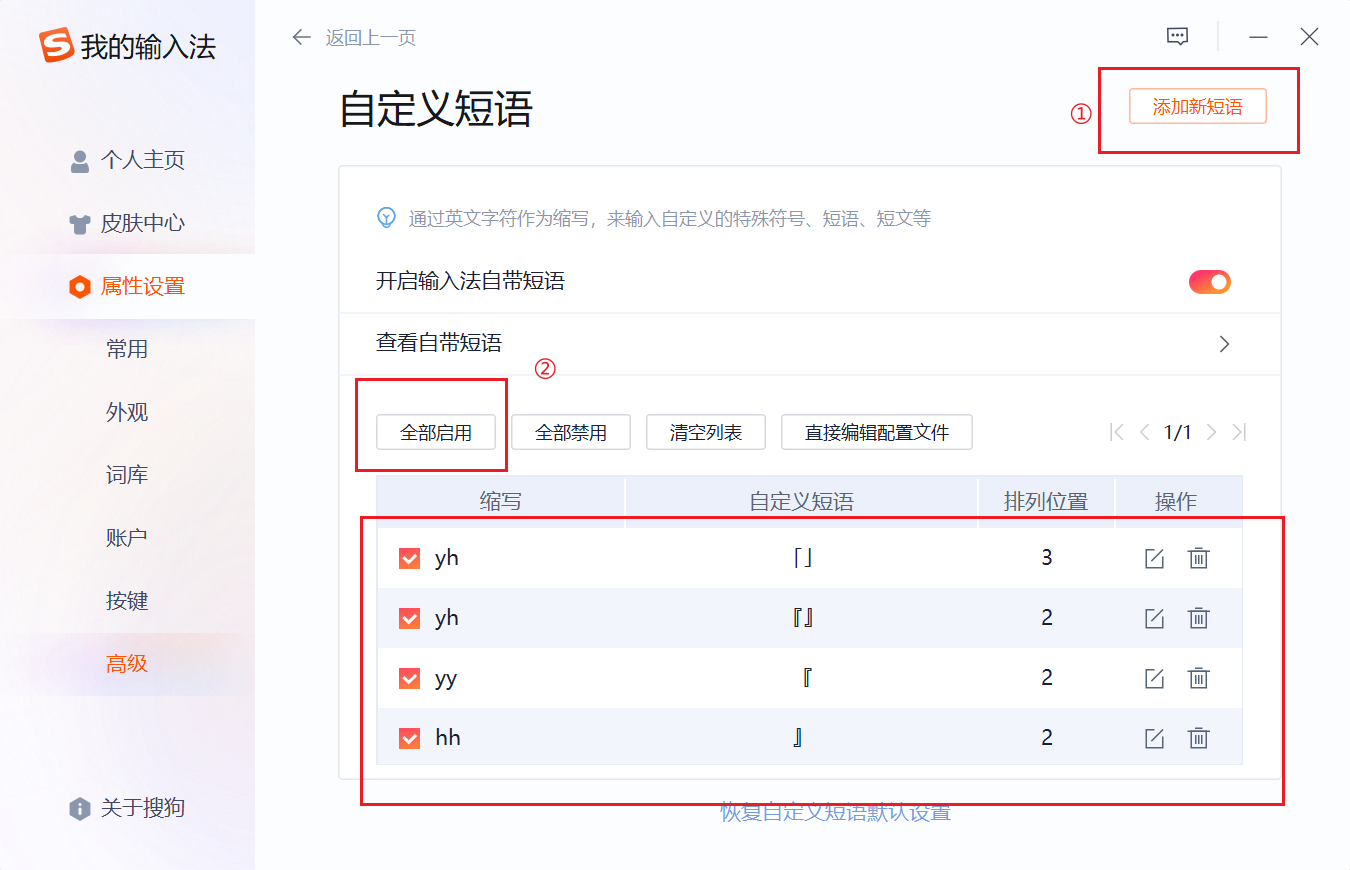 S 我的输入法
返回上一页
自定义短语
①
添加新短语
个人主页
皮肤中心
属性设置
常用
外观
词库
账户
按键
高级
关于搜狗
通过英文字符作为缩写，来输入自定义的特殊符号、短语、短文等
开启输入法自带短语
查看自带短语
②
全部启用 全部禁用 清空列表 直接编辑配置文件 1/1
缩写 自定义短语 排列位置 操作
yh 「」 3
yh 『』 2
yy 『 2
hh 』 2
恢复自定义短语默认设置